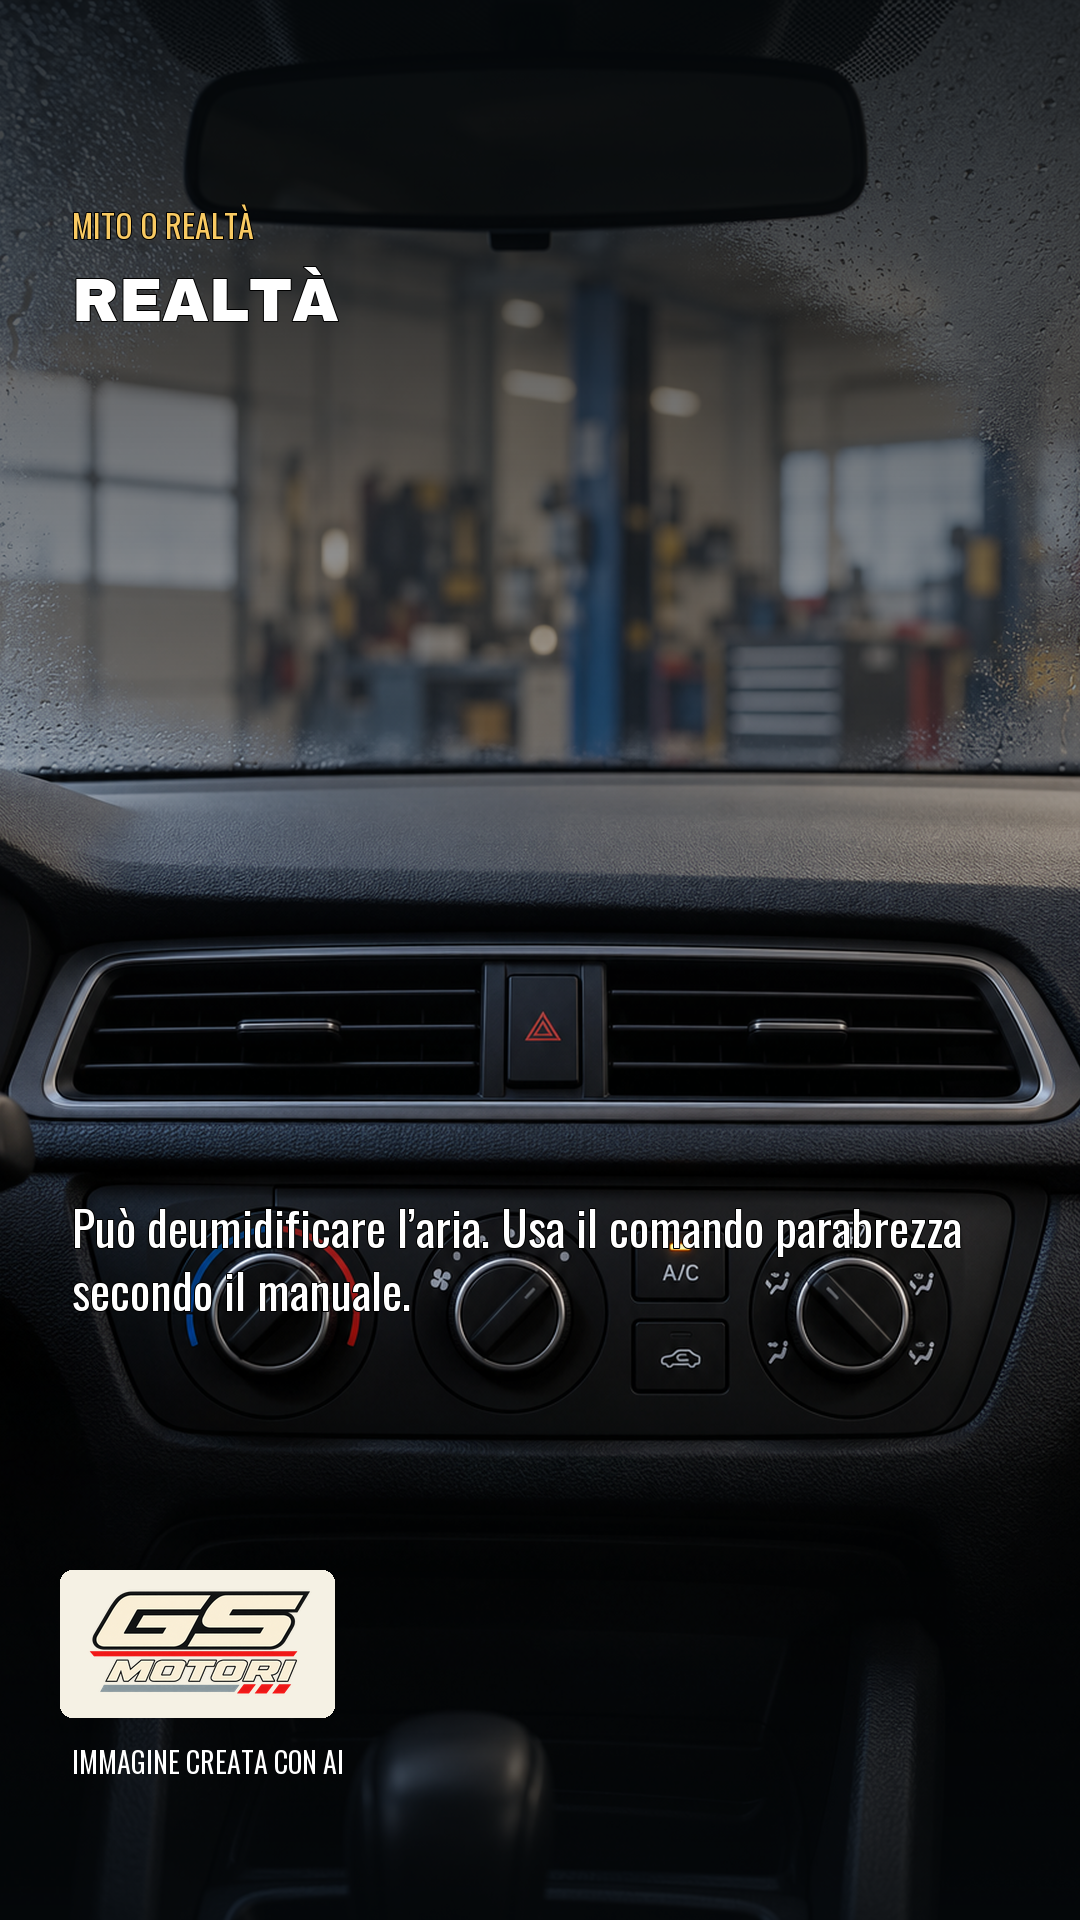 MITO O REALTÀ
REALTÀ
Può deumidificare l’aria. Usa il comando parabrezza
secondo il manuale.
A/C
GS
MOTORI
IMMAGINE CREATA CON AI